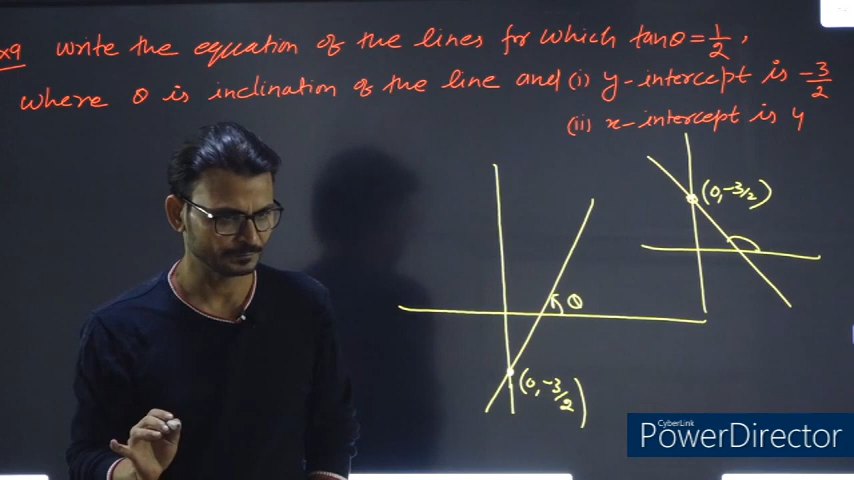 x9 Write the equation of the lines for which tanθ = 1/2,
where θ is inclination of the line and (i) y-intercept is -3/2
(ii) x-intercept is 4
(0, -3/2)
θ
(0, -3/2)
CyberLink
PowerDirector